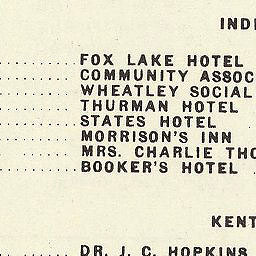 INDI
FOX LAKE HOTEL
COMMUNITY ASSOC
WHEATLEY SOCIAL
THURMAN HOTEL
STATES HOTEL
MORRISON'S INN
MRS. CHARLIE THO
BOOKER'S HOTEL
KENT
DR. J. C. HOPKINS